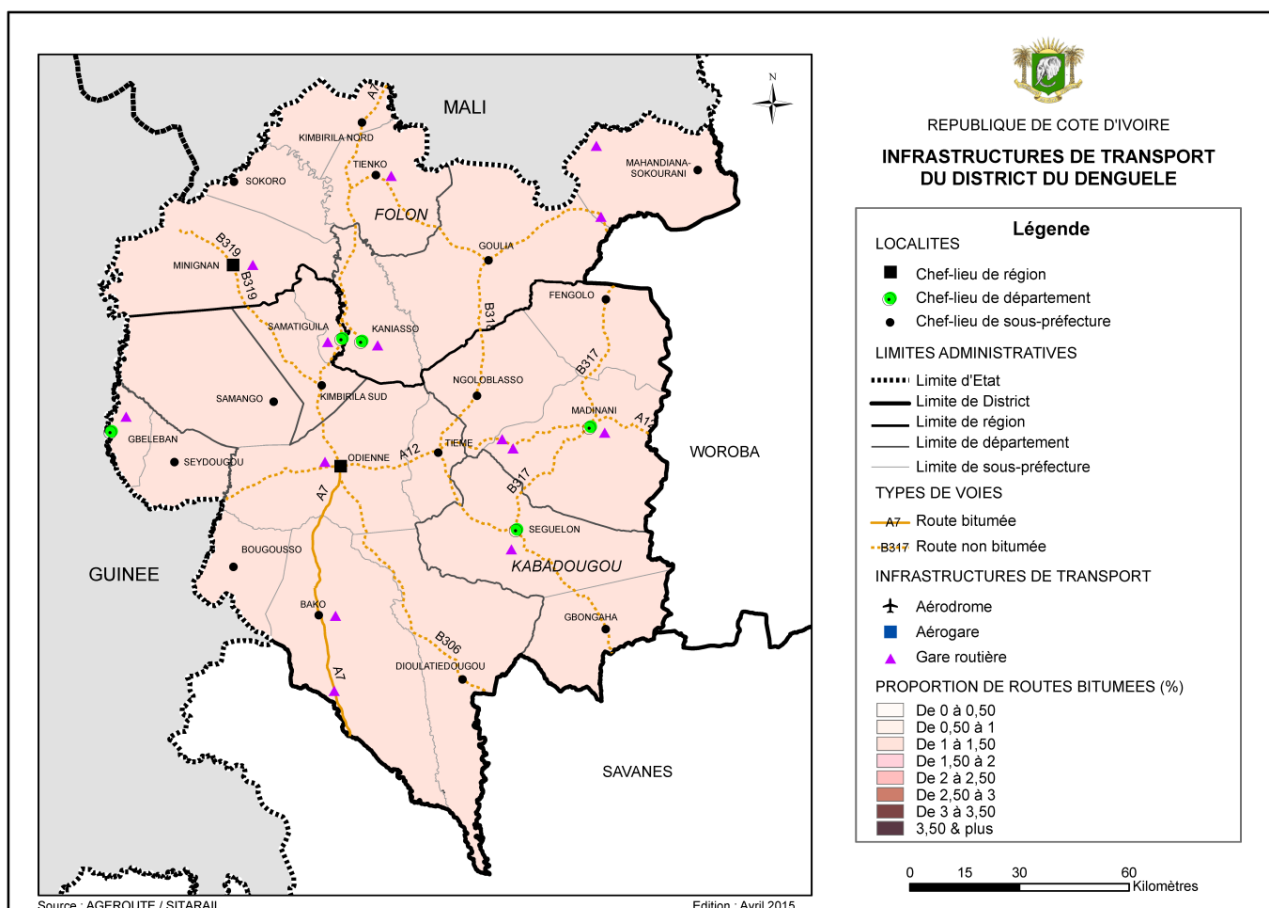 REPUBLIQUE DE COTE D'IVOIRE
INFRASTRUCTURES DE TRANSPORT
DU DISTRICT DU DENGUELE
N
MALI
A7
KIMBIRILA NORD
MAHANDIANA-
SOKOURANI
TIENKO
SOKORO
FOLON
B319
GOULIA
MINIGNAN
B319
FENGOLO
B318
SAMATIGUILA
KANIASSO
B317
NGOLOBLASSO
KIMBIRILA SUD
SAMANGO
MADINANI
A12
GBELEBAN
TIEME
WOROBA
A12
ODIENNE
SEYDOUGOU
B317
A7
SEGUELON
BOUGOUSSO
KABADOUGOU
GUINEE
BAKO
GBONGAHA
B306
DIOULATIEDOUGOU
A7
SAVANES
Légende
LOCALITES
Chef-lieu de région
Chef-lieu de département
Chef-lieu de sous-préfecture
LIMITES ADMINISTRATIVES
Limite d'Etat
Limite de District
Limite de région
Limite de département
Limite de sous-préfecture
TYPES DE VOIES
A7 Route bitumée
B317 Route non bitumée
INFRASTRUCTURES DE TRANSPORT
Aérodrome
Aérogare
Gare routière
PROPORTION DE ROUTES BITUMEES (%)
De 0 à 0,50
De 0,50 à 1
De 1 à 1,50
De 1,50 à 2
De 2 à 2,50
De 2,50 à 3
De 3 à 3,50
3,50 & plus
0 15 30 60
Kilomètres
Source : AGEROUTE / SITARAIL
Edition : Avril 2015